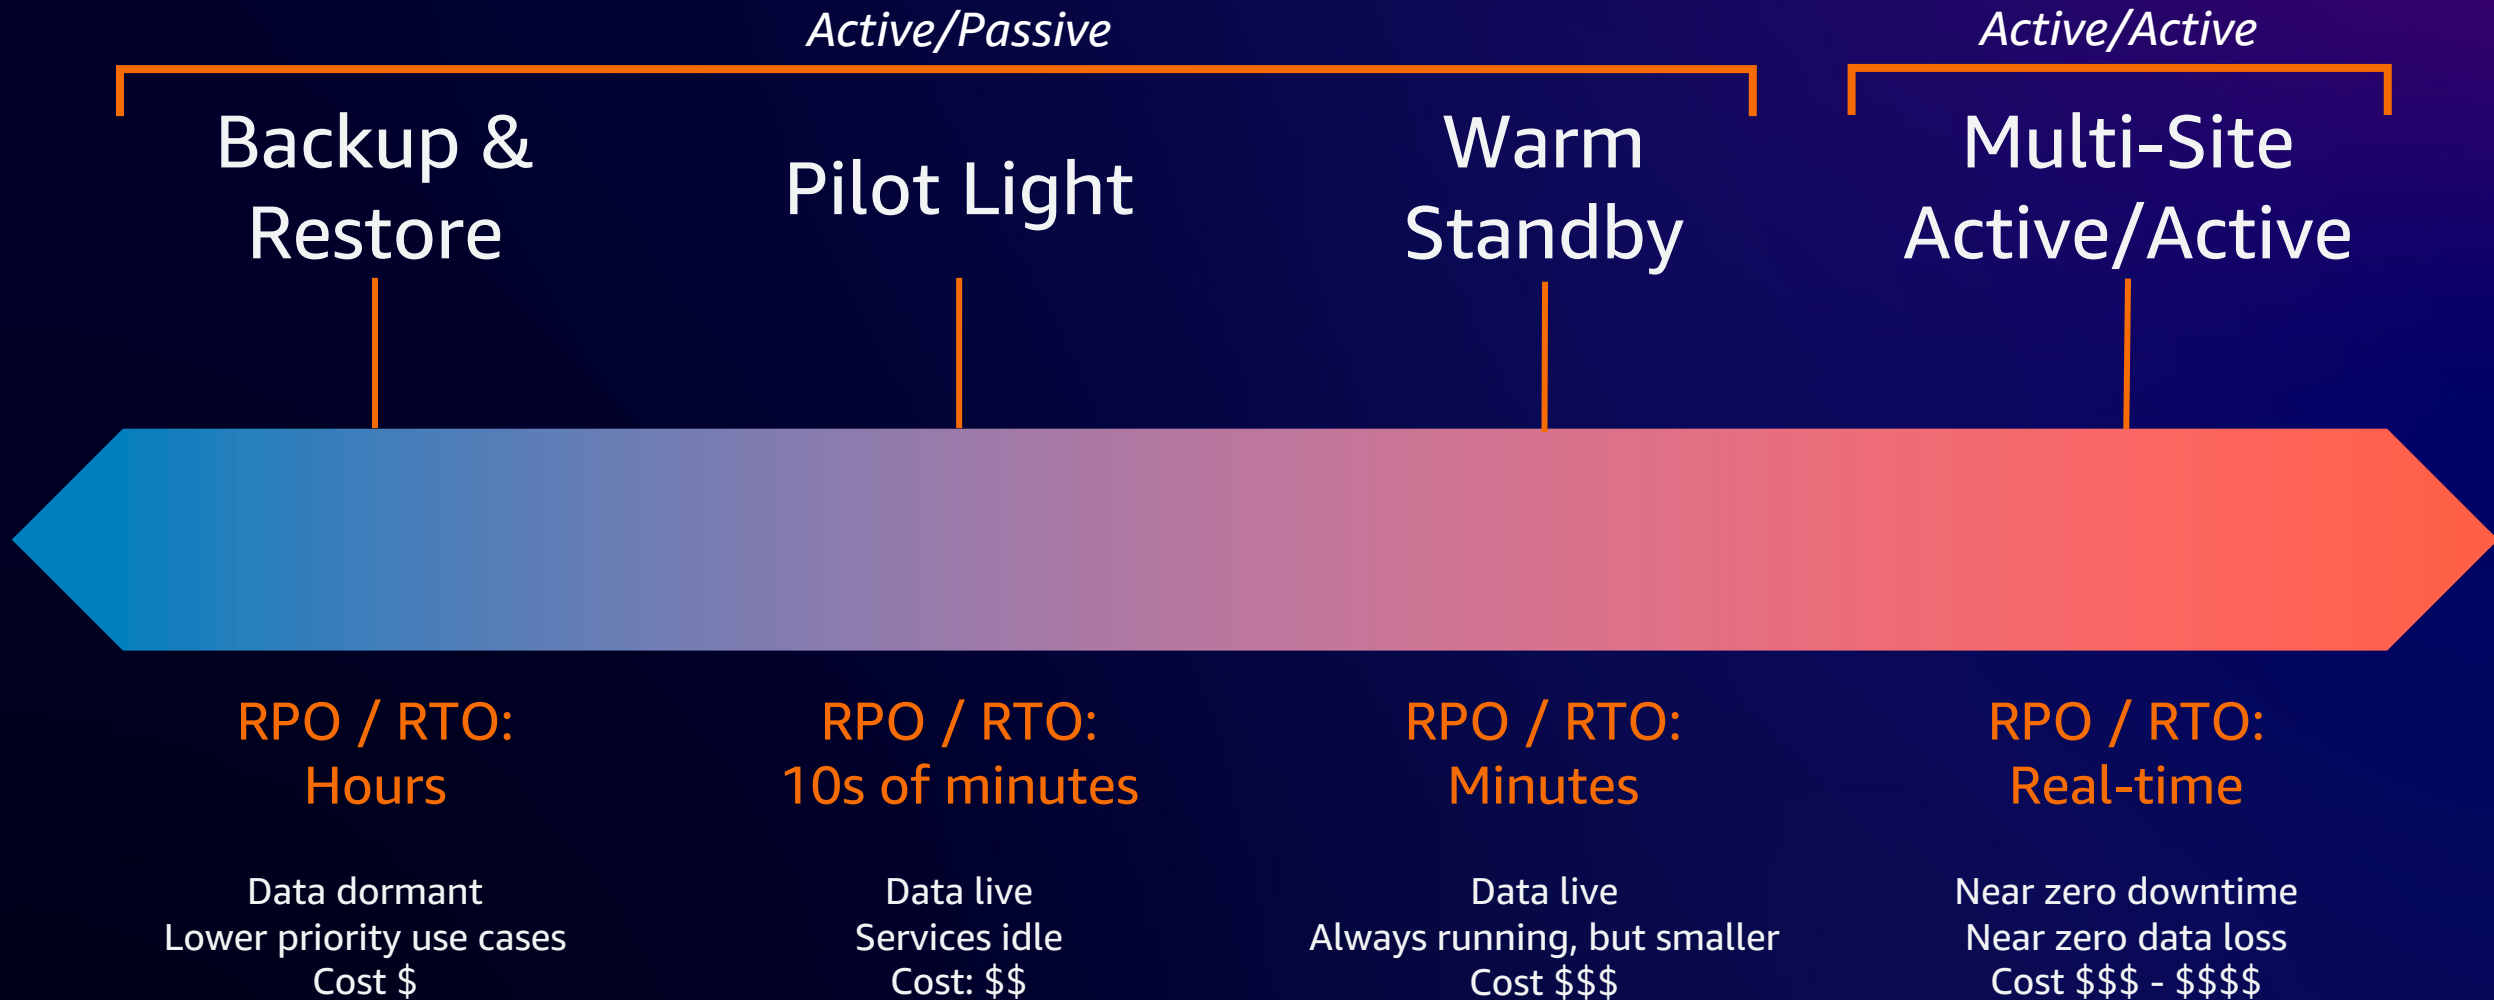 Active/Passive
Active/Active
Backup &
Restore
Pilot Light
Warm
Standby
Multi-Site
Active/Active
RPO / RTO:
Hours
RPO / RTO:
10s of minutes
RPO / RTO:
Minutes
RPO / RTO:
Real-time
Data dormant
Lower priority use cases
Cost $
Data live
Services idle
Cost: $$
Data live
Always running, but smaller
Cost $$$
Near zero downtime
Near zero data loss
Cost $$$ - $$$$